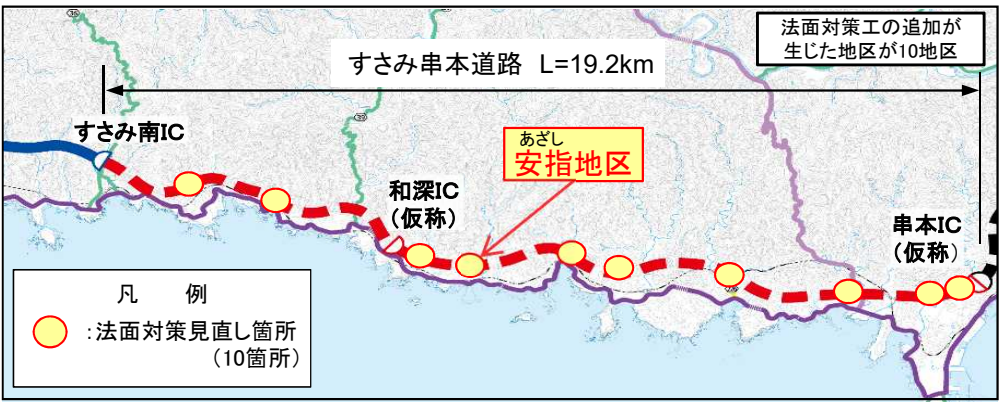 法面対策工の追加が
生じた地区が10地区
すさみ串本道路 L=19.2km
すさみ南IC
あざし
安指地区
和深IC
(仮称)
串本IC
(仮称)
凡 例
:法面対策見直し箇所
(10箇所)
36
39